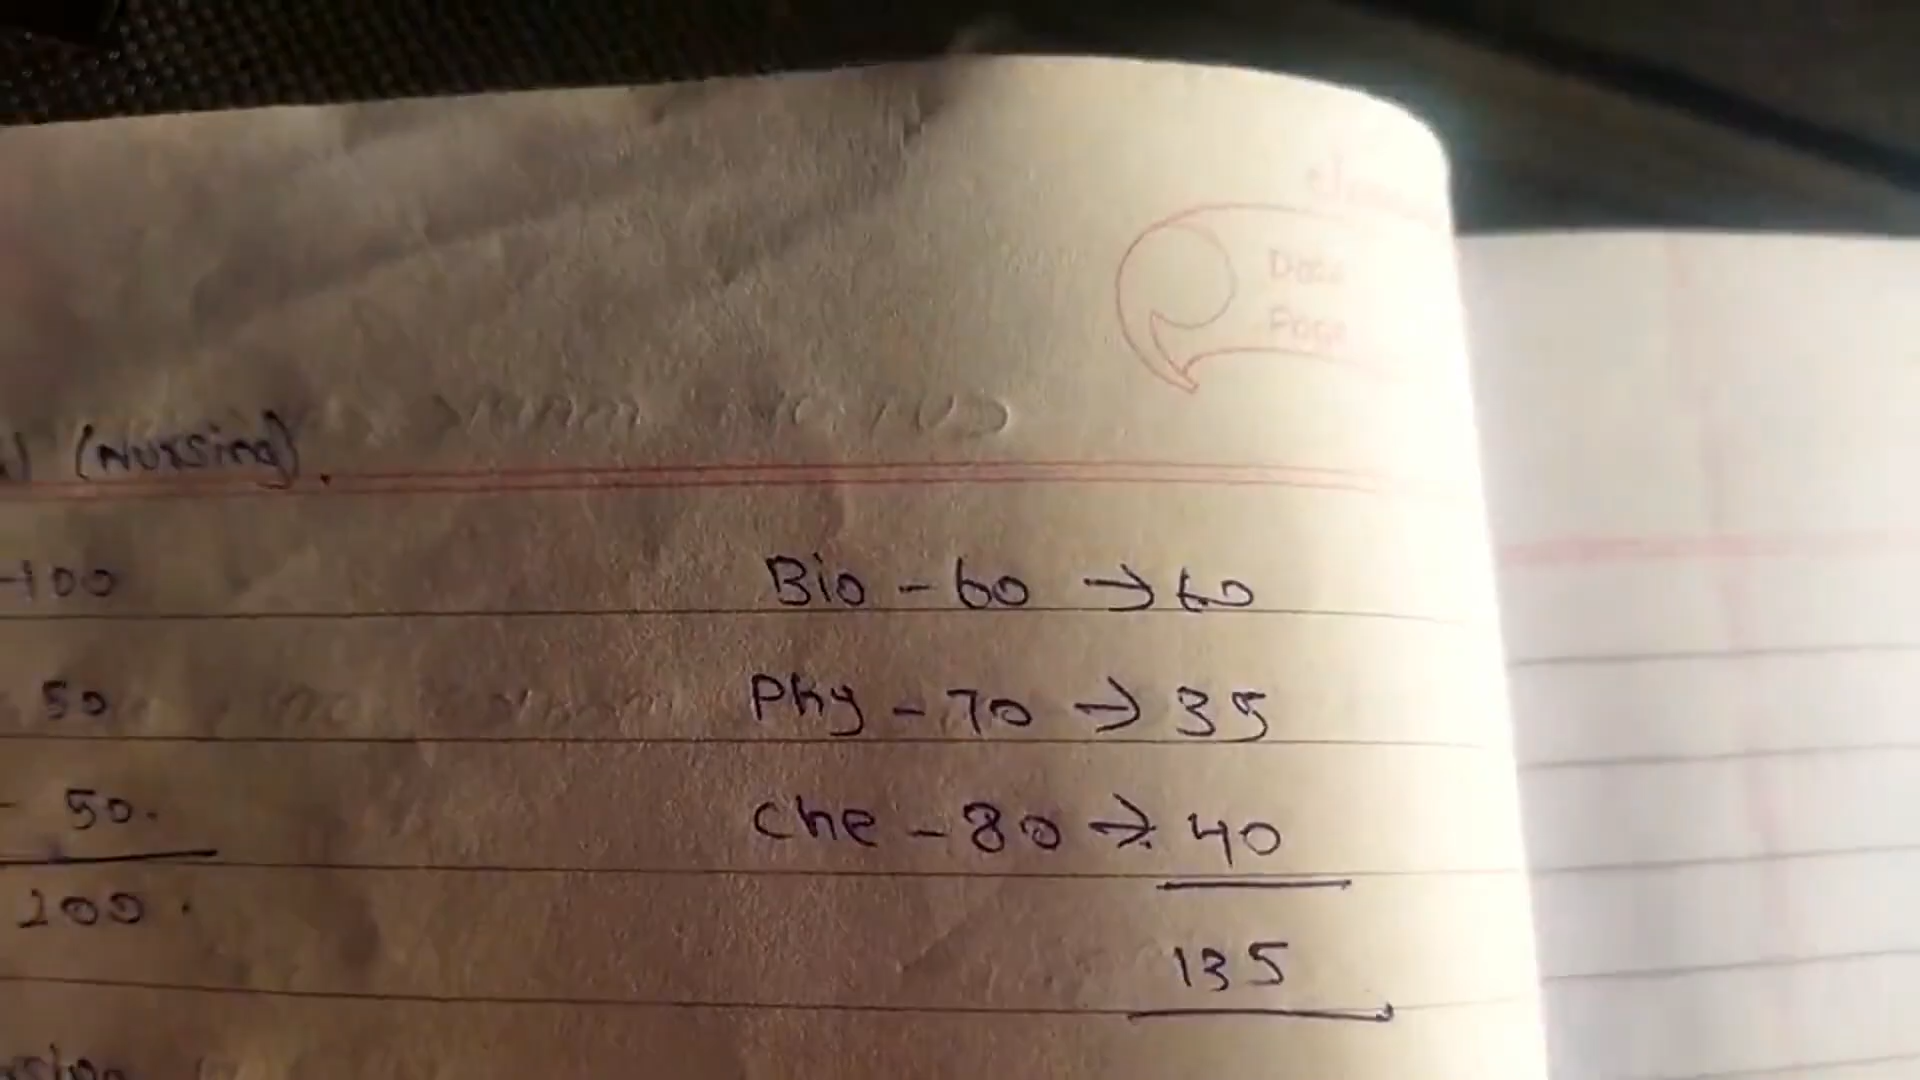 Date
Page
(Nursing).
-100
Bio - 60 → 60
50
Phy - 70 → 35
- 50.
Che - 80 → 40
200.
135